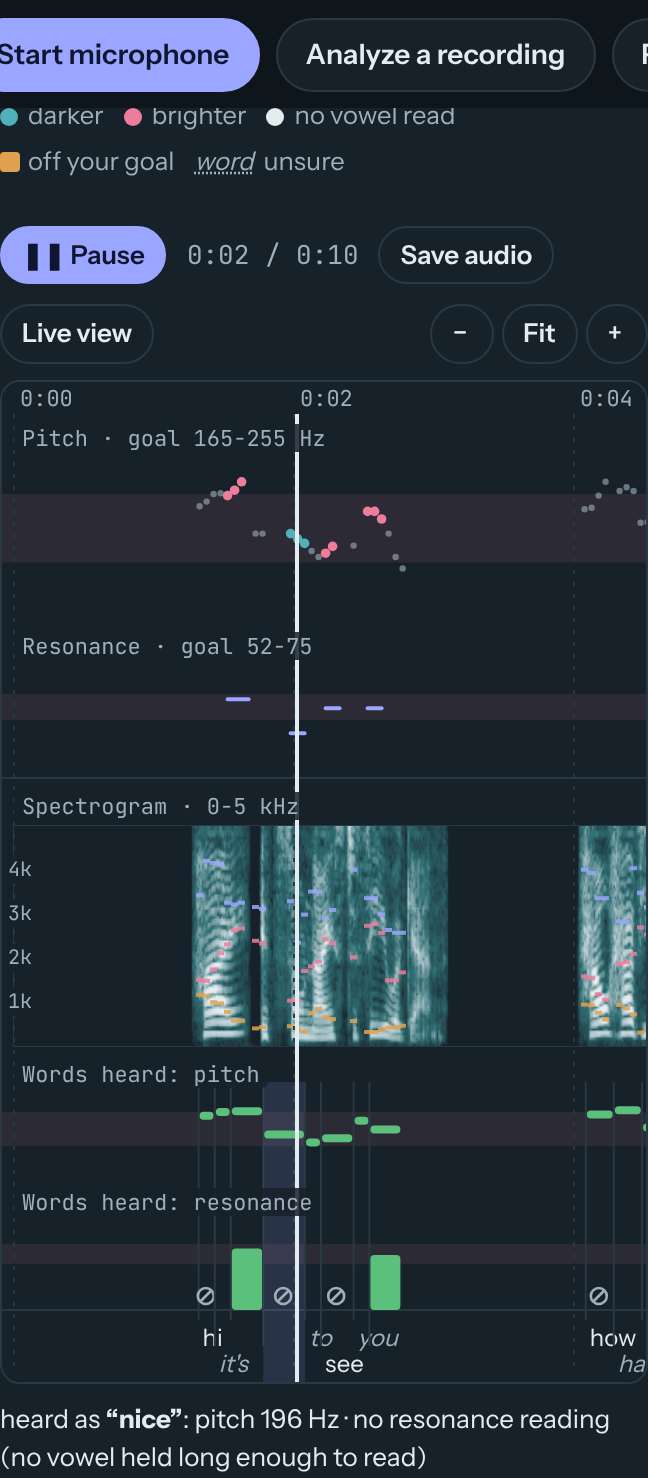 Start microphone
Analyze a recording
darker brighter no vowel read
off your goal word unsure
Pause 0:02 / 0:10 Save audio
Live view − Fit +
0:00 0:02 0:04
Pitch · goal 165-255 Hz
Resonance · goal 52-75
Spectrogram · 0-5 kHz
4k
3k
2k
1k
Words heard: pitch
Words heard: resonance
hi to you how
it's see ha
heard as “nice”: pitch 196 Hz · no resonance reading
(no vowel held long enough to read)